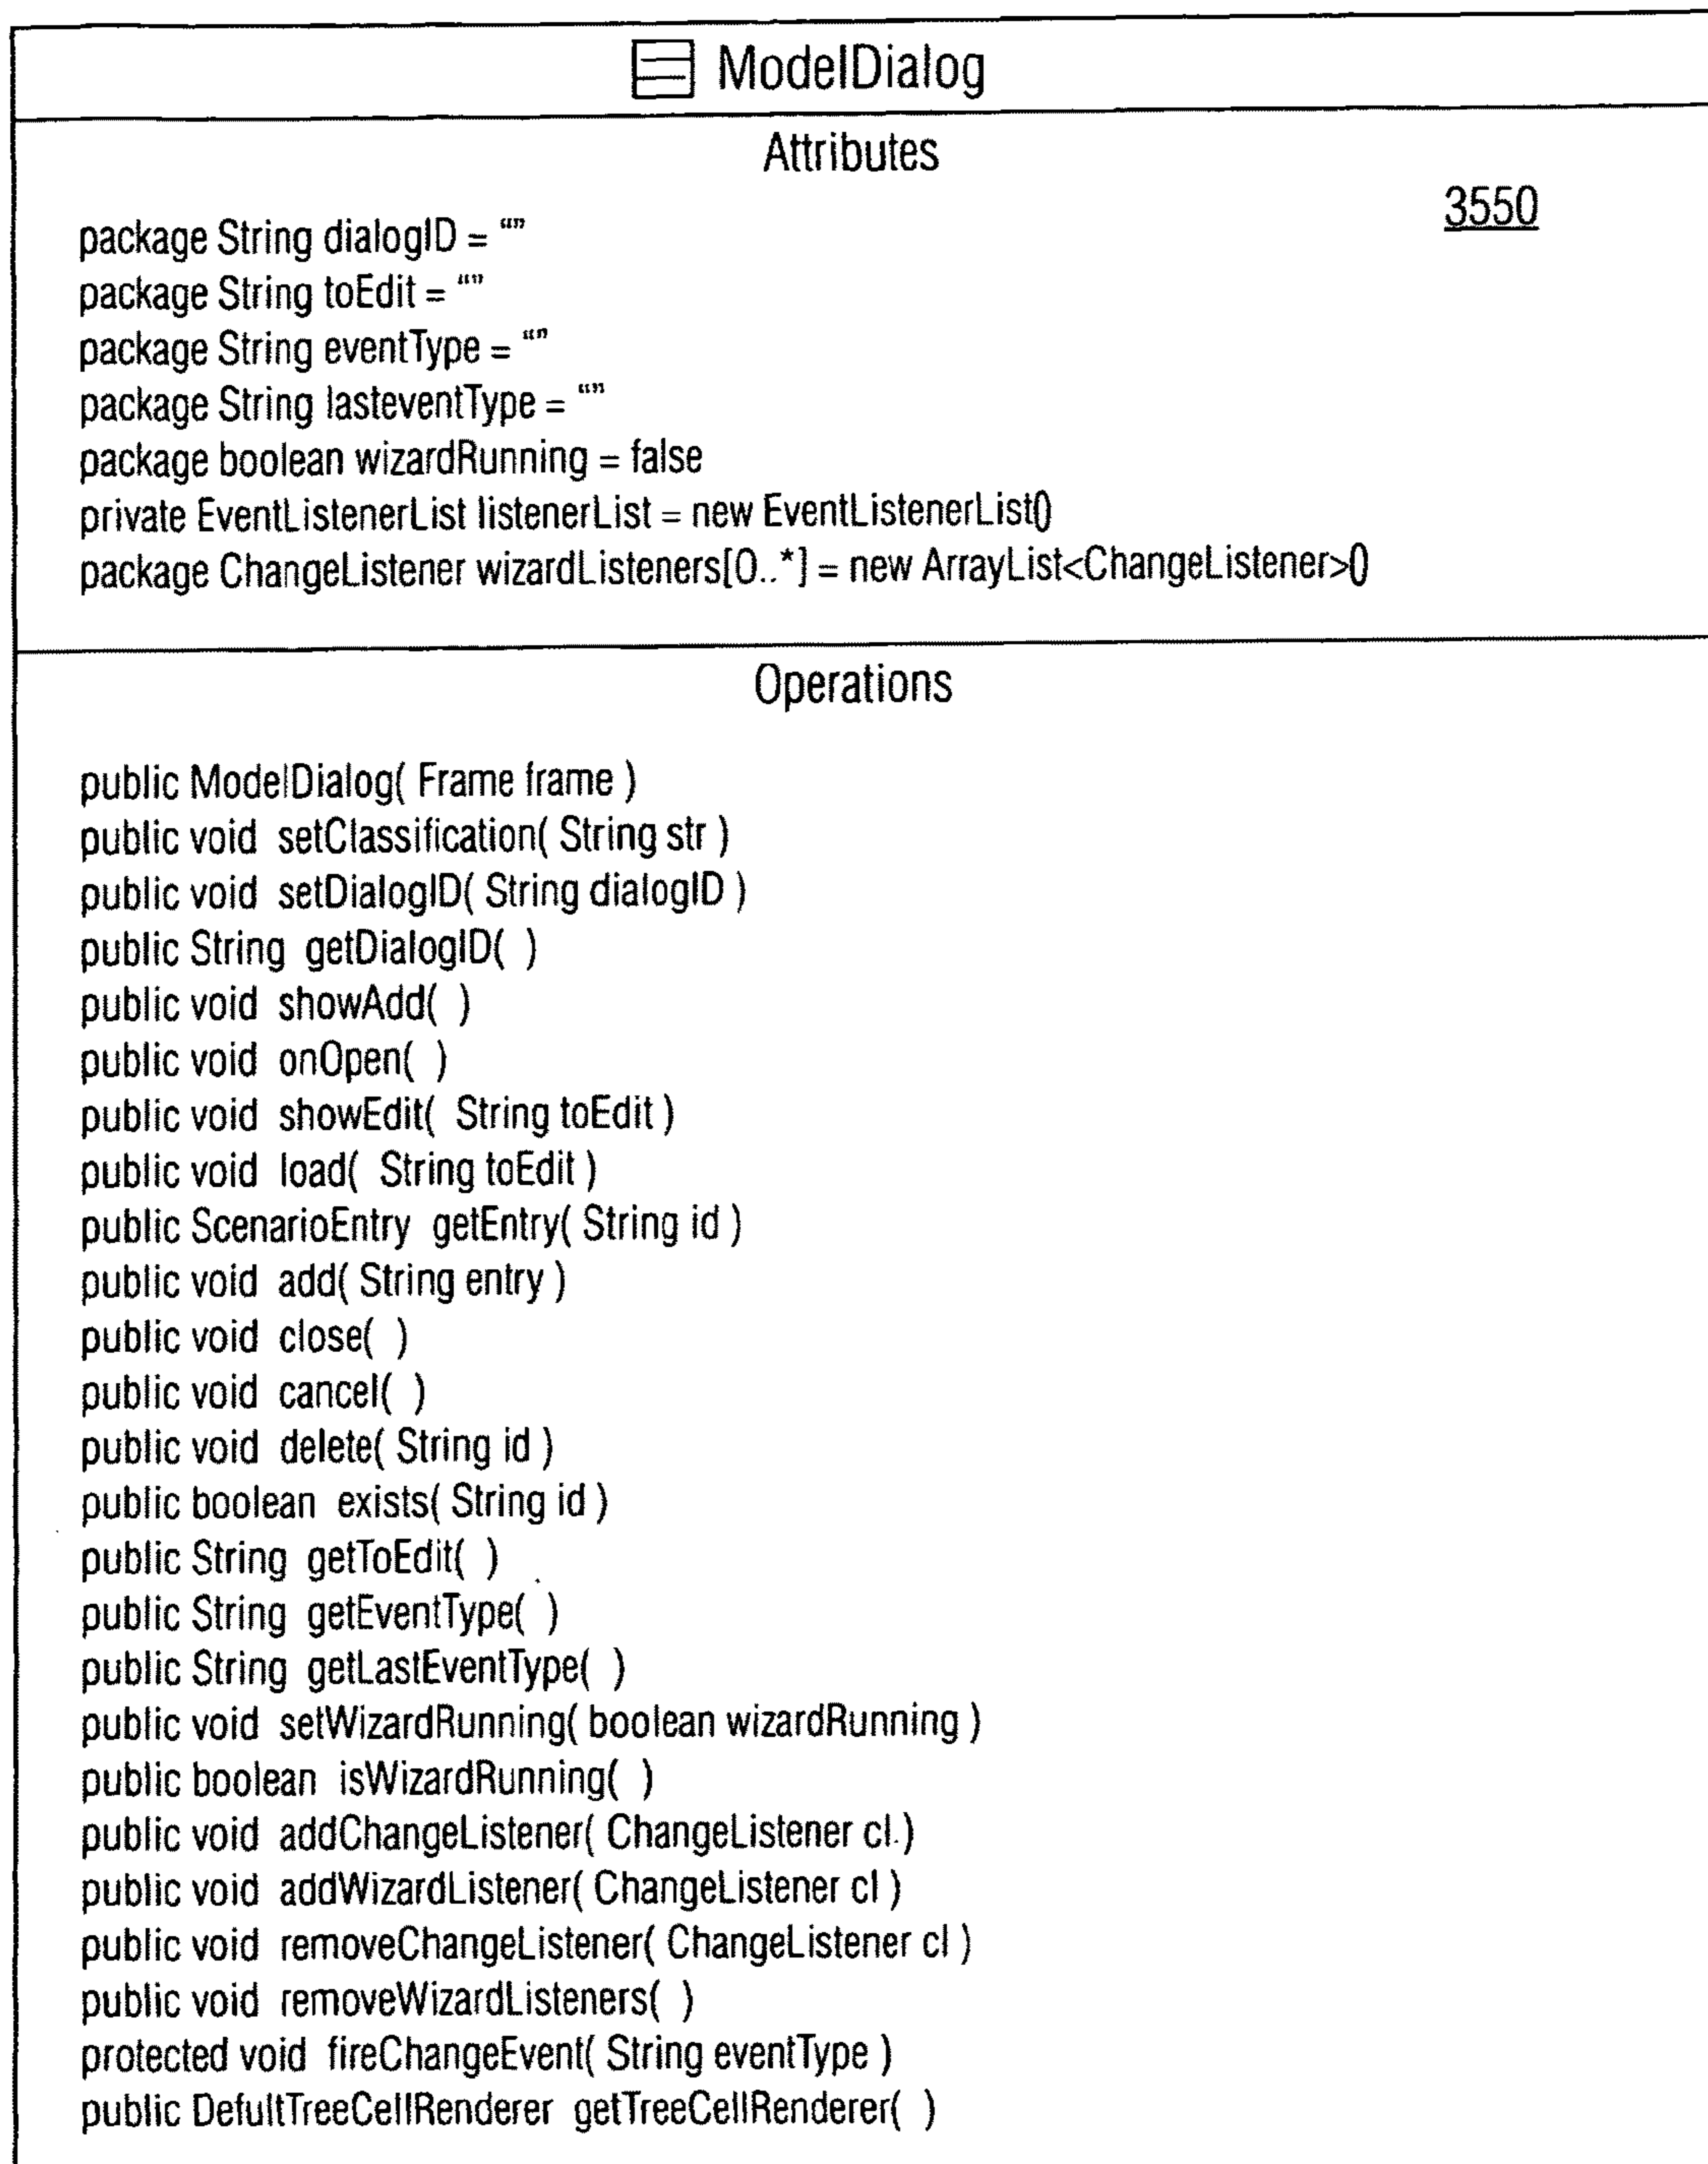 ModelDialog
Attributes
3550
package String dialogID = “”
package String toEdit = “”
package String eventType = “”
package String lasteventType = “”
package boolean wizardRunning = false
private EventListenerList listenerList = new EventListenerList()
package ChangeListener wizardListeners[0..*] = new ArrayList<ChangeListener>()
Operations
public ModelDialog( Frame frame )
public void setClassification( String str )
public void setDialogID( String dialogID )
public String getDialogID( )
public void showAdd( )
public void onOpen( )
public void showEdit( String toEdit )
public void load( String toEdit )
public ScenarioEntry getEntry( String id )
public void add( String entry )
public void close( )
public void cancel( )
public void delete( String id )
public boolean exists( String id )
public String getToEdit( )
public String getEventType( )
public String getLastEventType( )
public void setWizardRunning( boolean wizardRunning )
public boolean isWizardRunning( )
public void addChangeListener( ChangeListener cl )
public void addWizardListener( ChangeListener cl )
public void removeChangeListener( ChangeListener cl )
public void removeWizardListeners( )
protected void fireChangeEvent( String eventType )
public DefultTreeCellRenderer getTreeCellRenderer( )